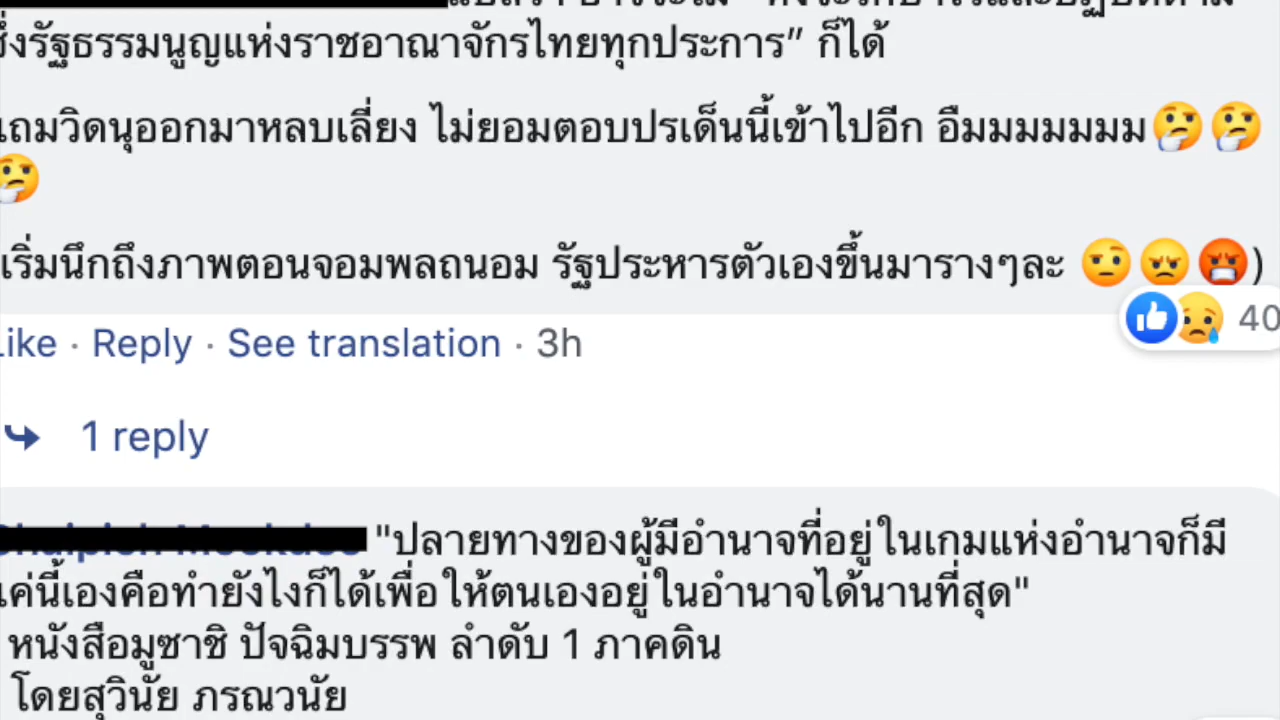 ซึ่งรัฐธรรมนูญแห่งราชอาณาจักรไทยทุกประการ” ก็ได้
แถมวิดนุออกมาหลบเลี่ยง ไม่ยอมตอบปรเด็นนี้เข้าไปอีก อืมมมมมมม🤔🤔
🤔
เริ่มนึกถึงภาพตอนจอมพลถนอม รัฐประหารตัวเองขึ้นมารางๆละ 🤨😠🤬)
40
Like · Reply · See translation · 3h
1 reply
"ปลายทางของผู้มีอำนาจที่อยู่ในเกมแห่งอำนาจก็มี
แค่นี้เองคือทำยังไงก็ได้เพื่อให้ตนเองอยู่ในอำนาจได้นานที่สุด"
หนังสือมูซาชิ ปัจฉิมบรรพ ลำดับ 1 ภาคดิน
โดยสุวินัย ภรณวนัย